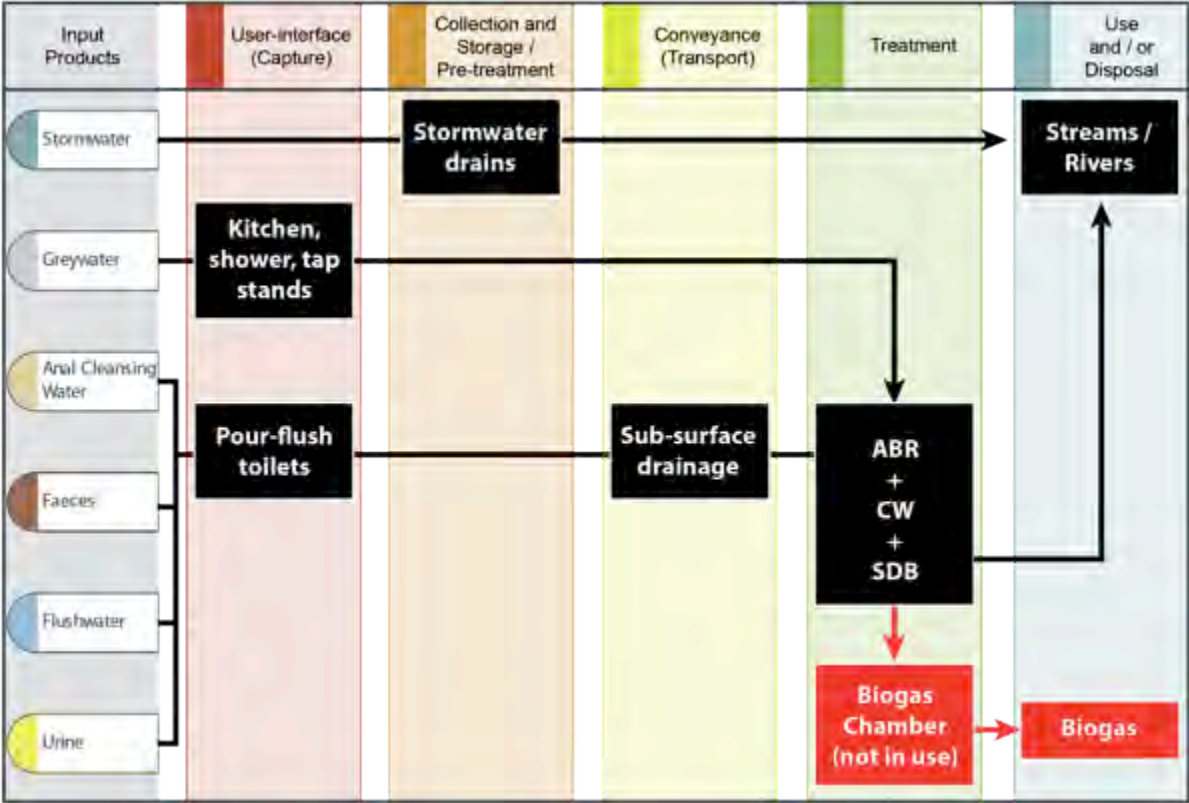 Input
Products
User-interface
(Capture)
Collection and
Storage /
Pre-treatment
Conveyance
(Transport)
Treatment
Use
and / or
Disposal
Stormwater
Stormwater
drains
Streams /
Rivers
Greywater
Kitchen,
shower, tap
stands
Anal Cleansing
Water
Pour-flush
toilets
Sub-surface
drainage
ABR
+
CW
+
SDB
Faeces
Flushwater
Urine
Biogas
Chamber
(not in use)
Biogas